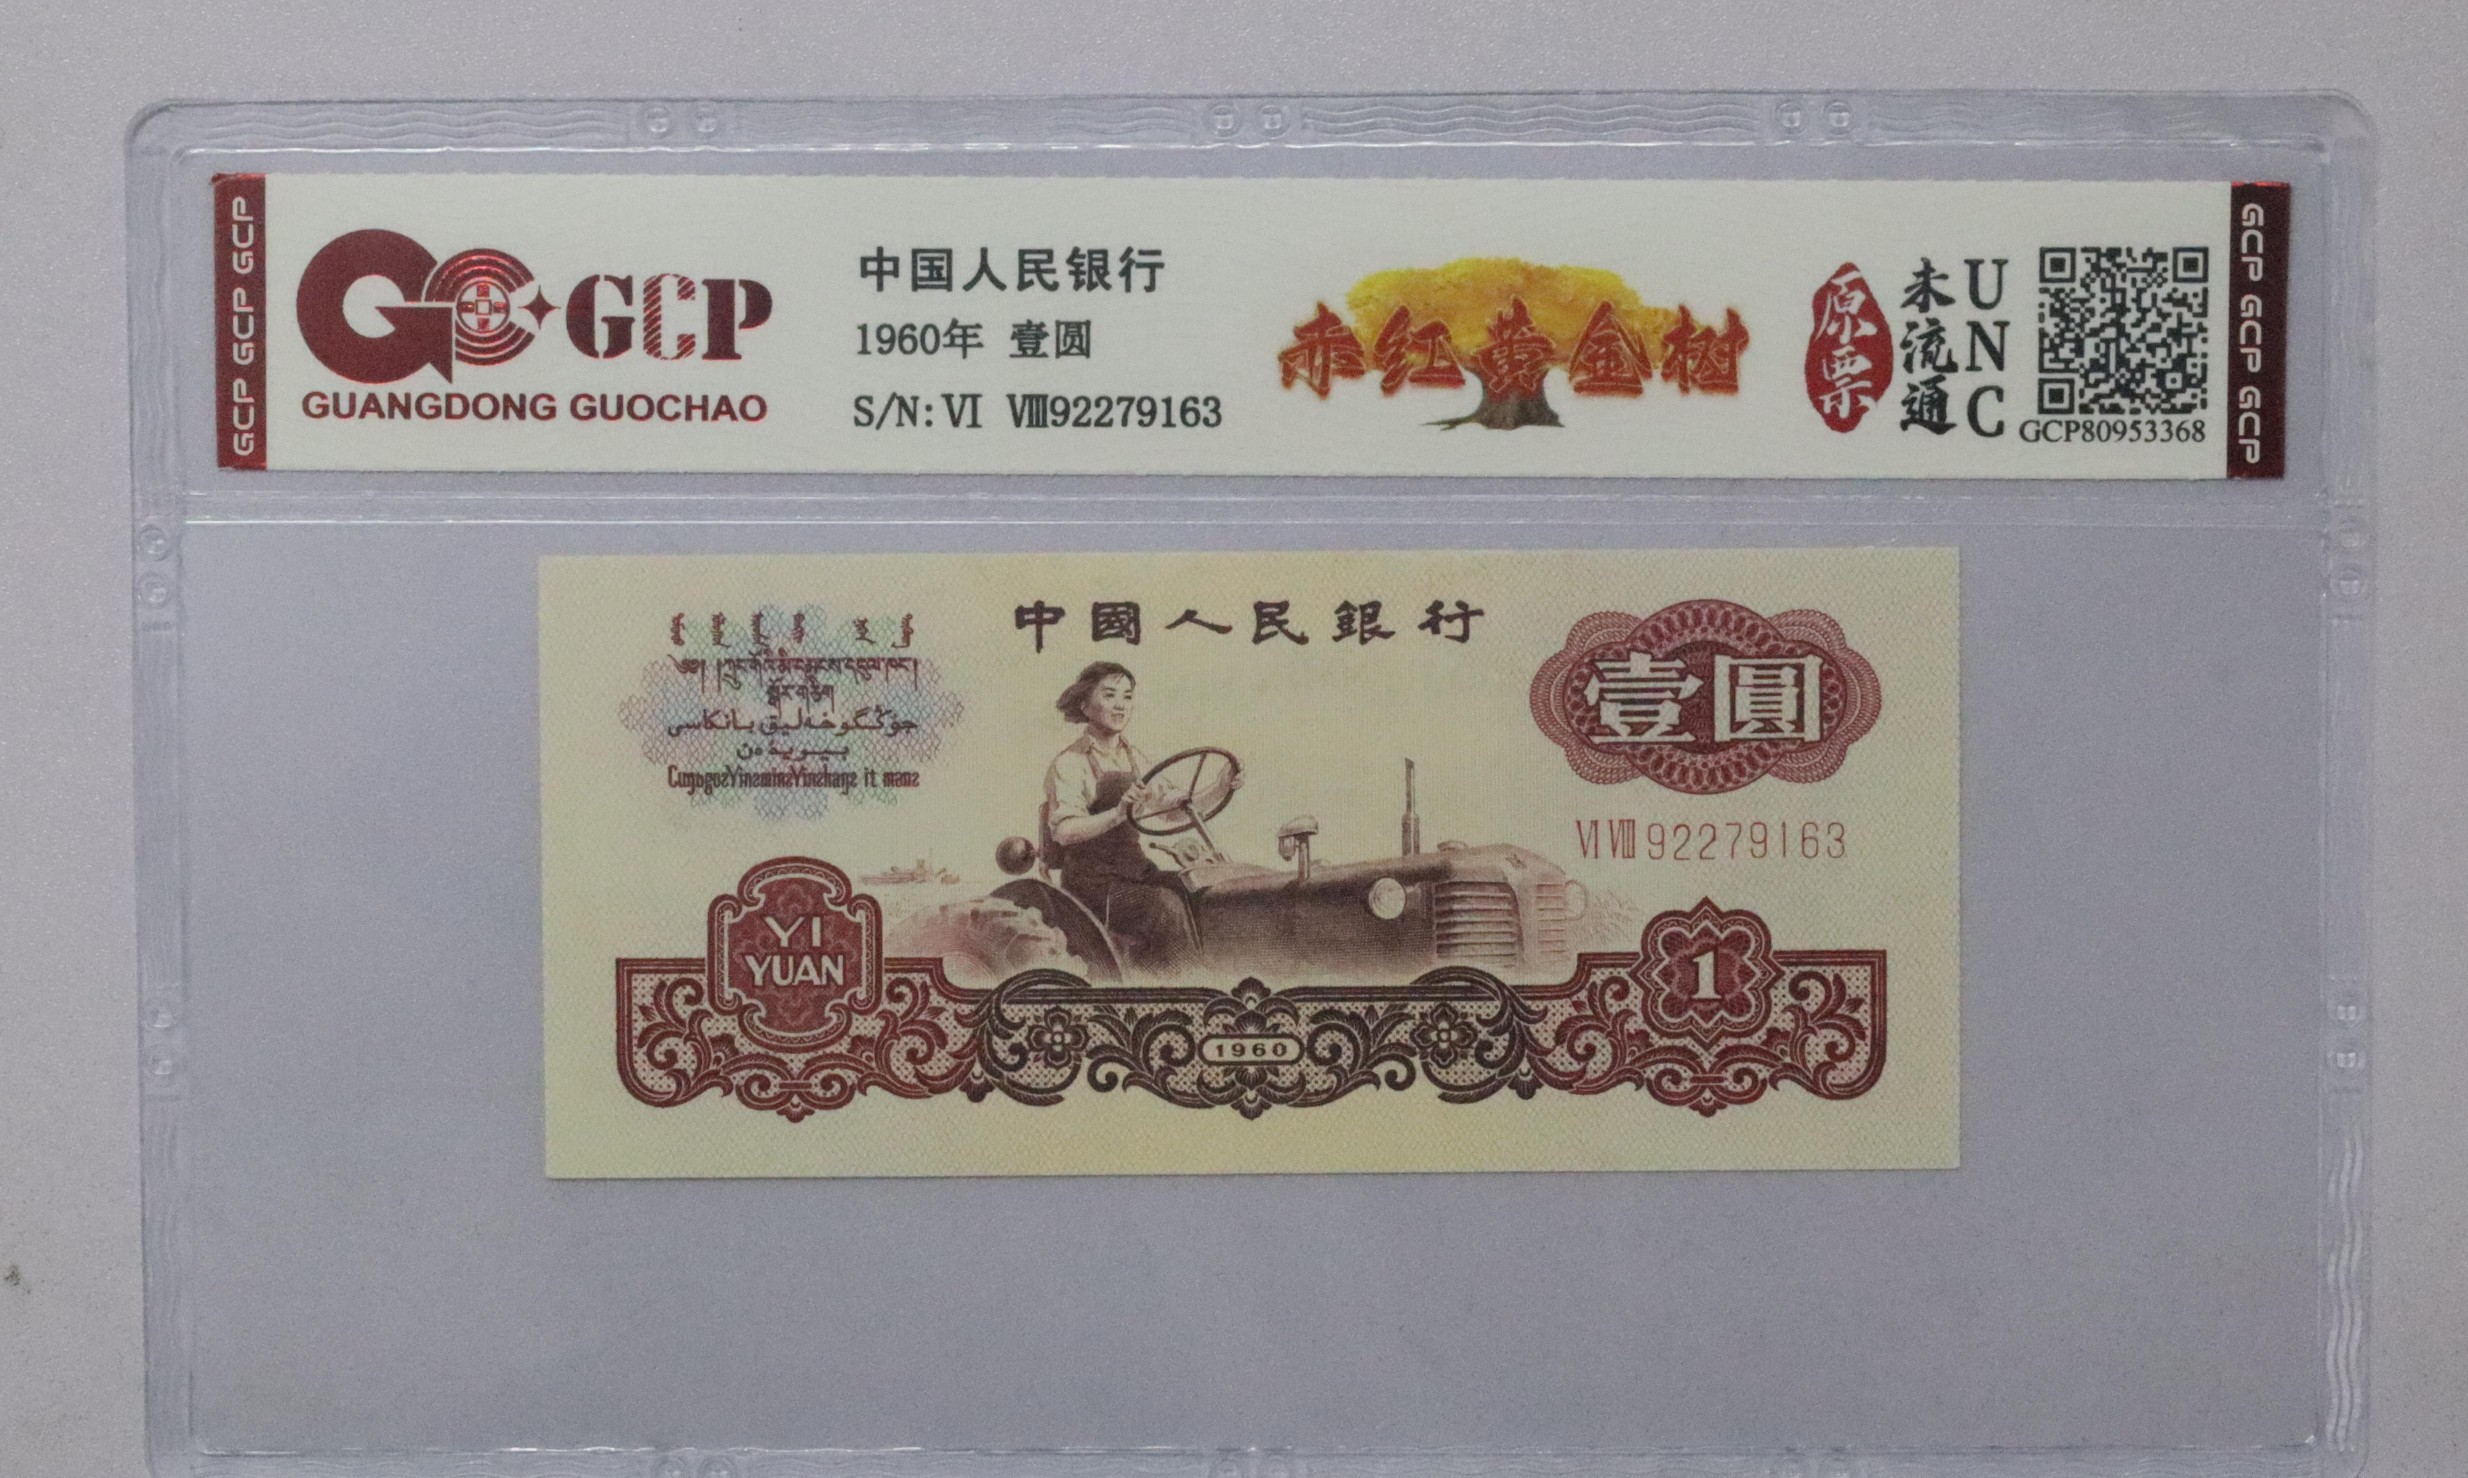 GCP GCP GCP
GCP
GUANGDONG GUOCHAO
中国人民银行
1960年 壹圆
S/N: VI VIII92279163
赤红黄金树
原票
未流通
UNC
GCP80953368
GCP GCP GCP
中國人民銀行
壹圓
VI VIII 92279163
YI
YUAN
1960
1